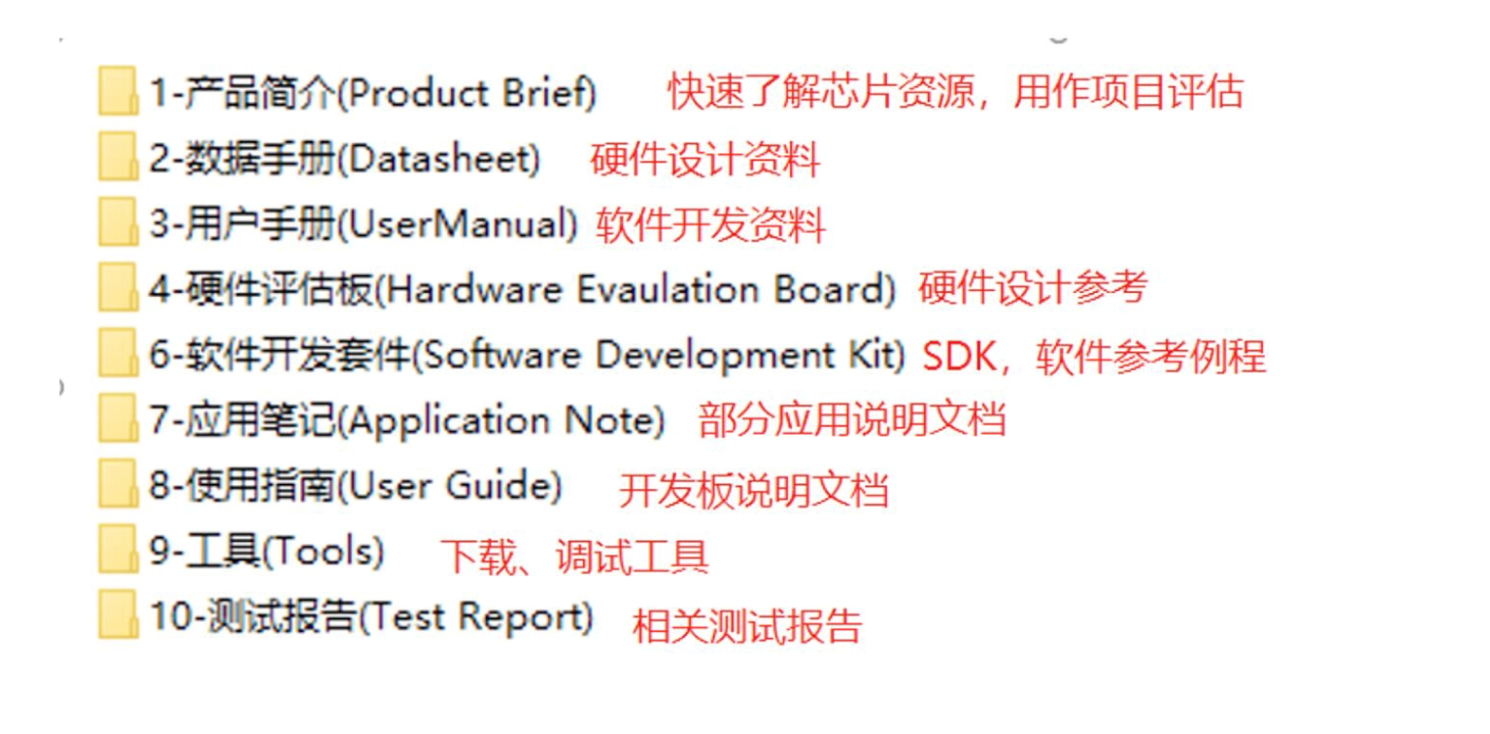 1-产品简介(Product Brief) 快速了解芯片资源，用作项目评估
2-数据手册(Datasheet) 硬件设计资料
3-用户手册(UserManual) 软件开发资料
4-硬件评估板(Hardware Evaulation Board) 硬件设计参考
6-软件开发套件(Software Development Kit) SDK，软件参考例程
7-应用笔记(Application Note) 部分应用说明文档
8-使用指南(User Guide) 开发板说明文档
9-工具(Tools) 下载、调试工具
10-测试报告(Test Report) 相关测试报告